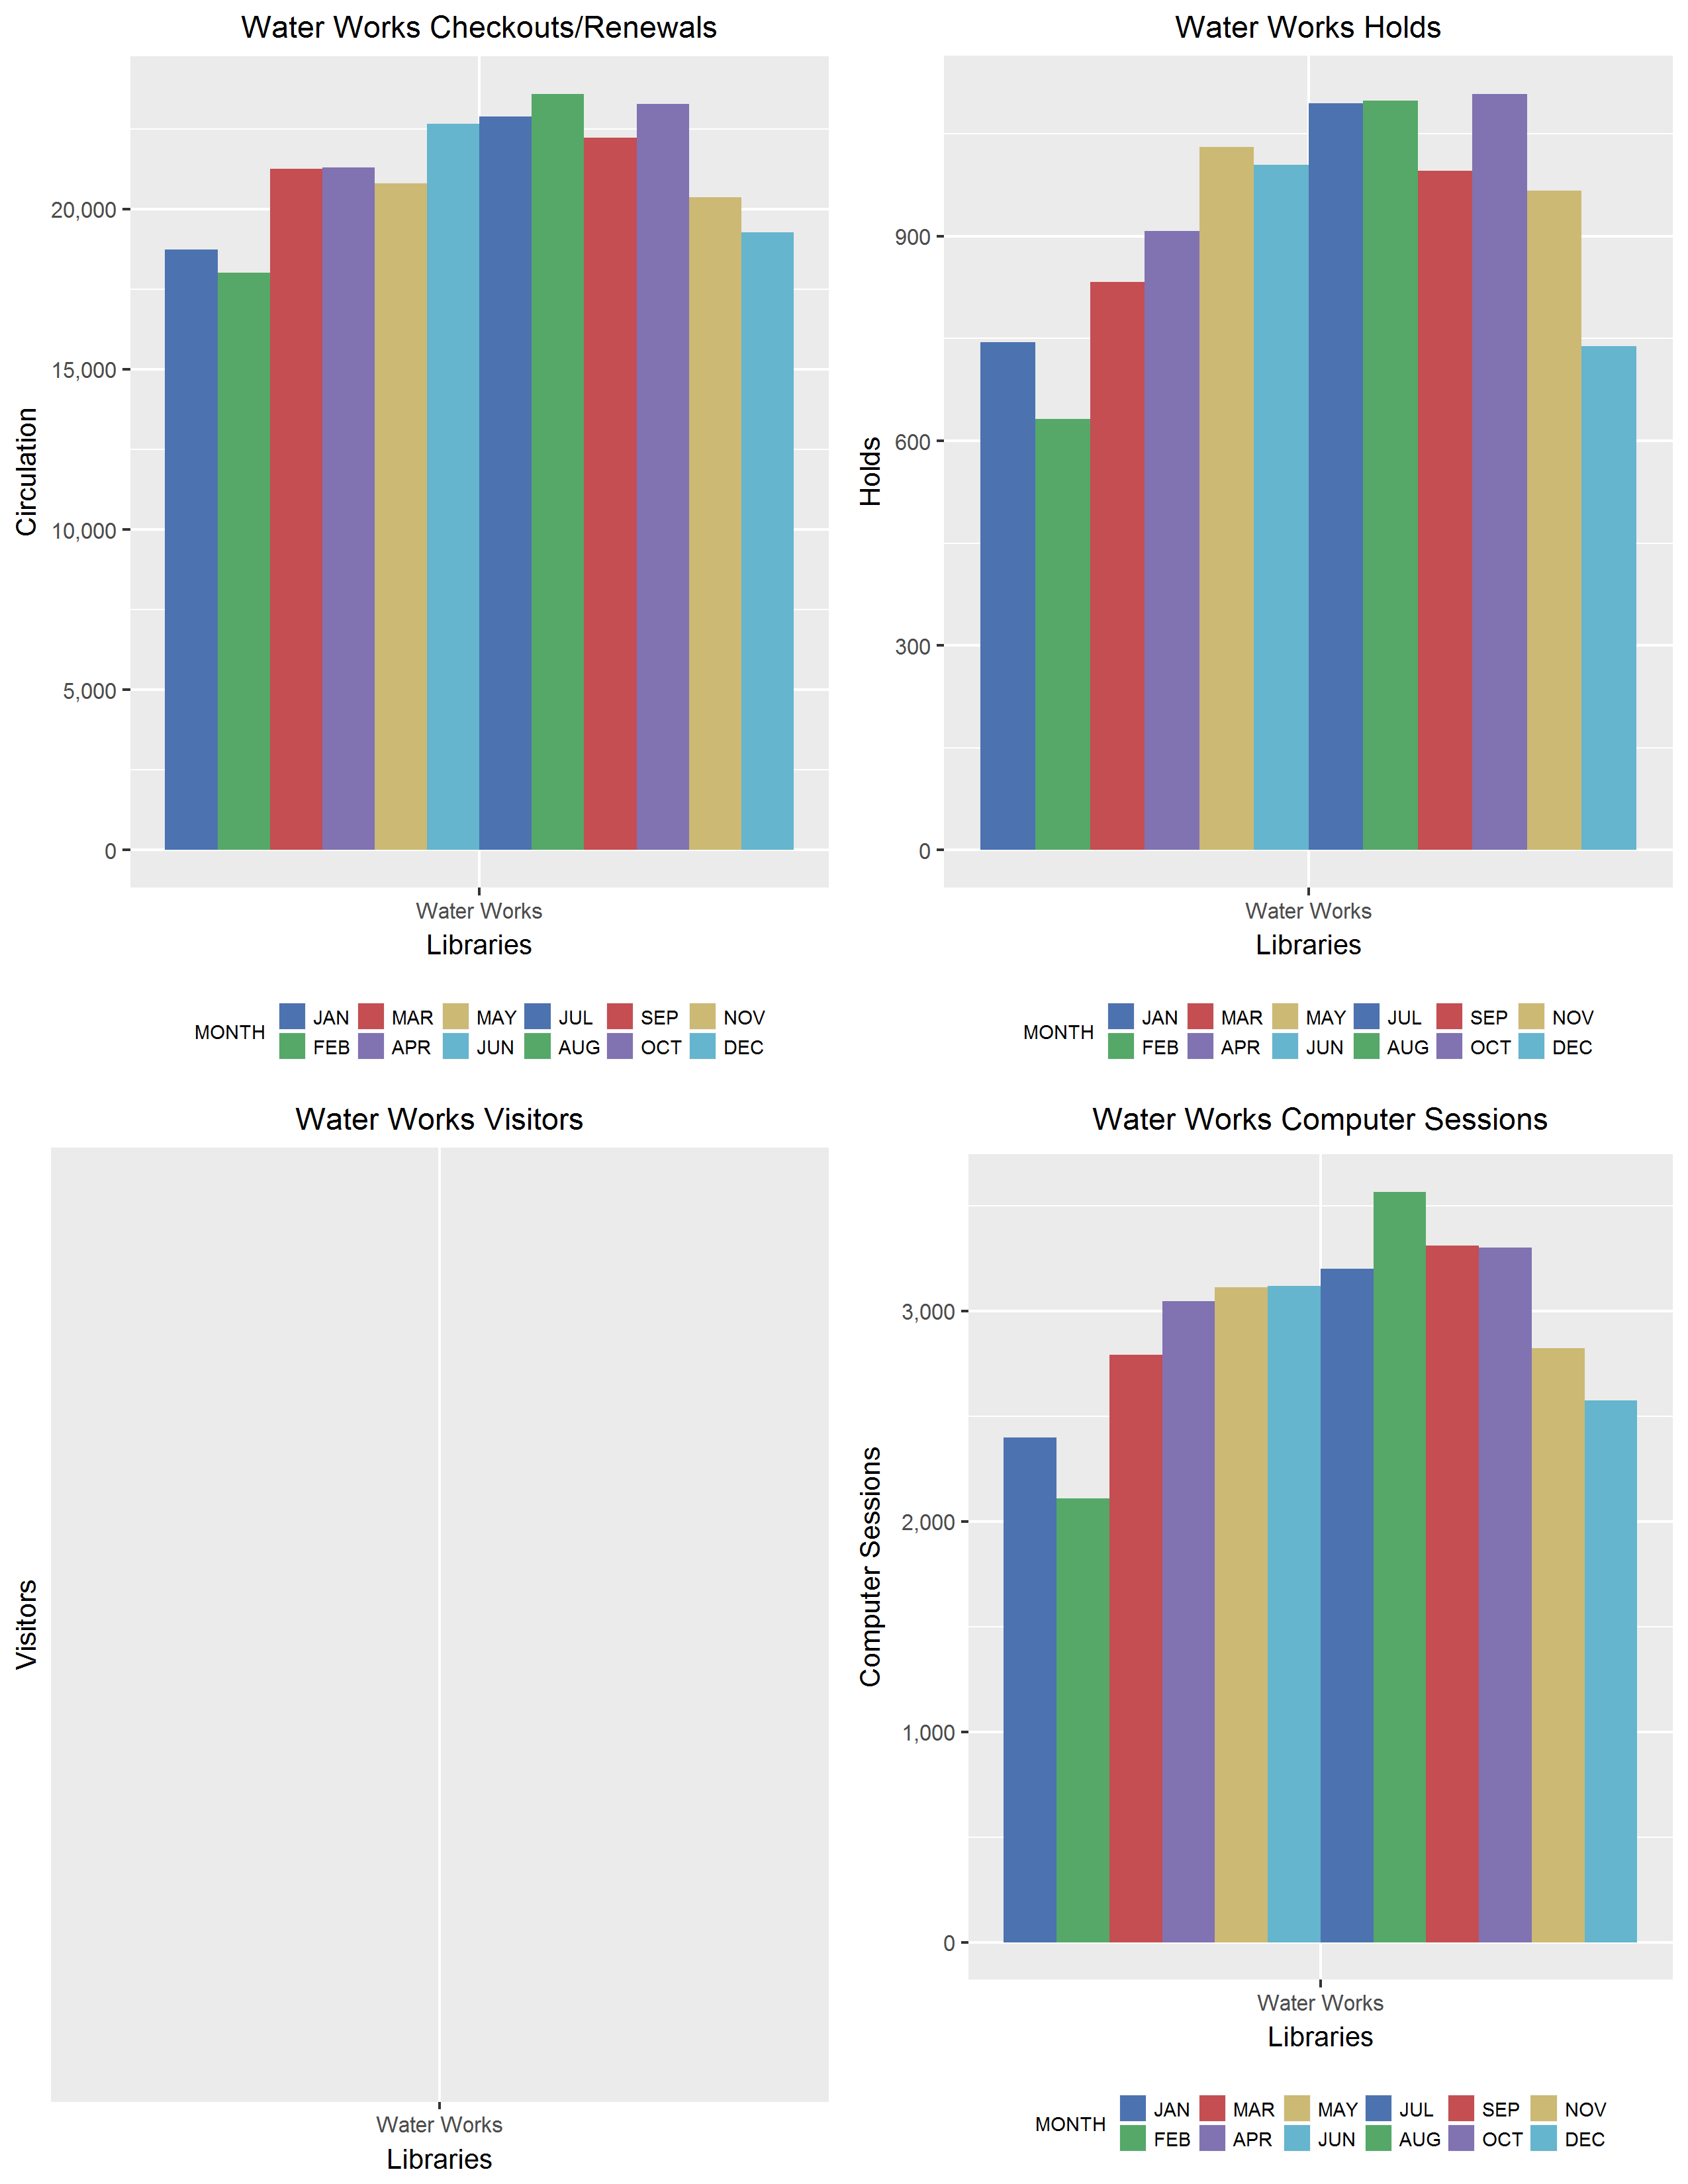 Water Works Checkouts/Renewals
Circulation
20,000
15,000
10,000
5,000
0
Water Works
Libraries
MONTH
JAN MAR MAY JUL SEP NOV
FEB APR JUN AUG OCT DEC
Water Works Holds
Holds
900
600
300
0
Water Works
Libraries
MONTH
JAN MAR MAY JUL SEP NOV
FEB APR JUN AUG OCT DEC
Water Works Visitors
Visitors
Water Works
Libraries
Water Works Computer Sessions
Computer Sessions
3,000
2,000
1,000
0
Water Works
Libraries
MONTH
JAN MAR MAY JUL SEP NOV
FEB APR JUN AUG OCT DEC